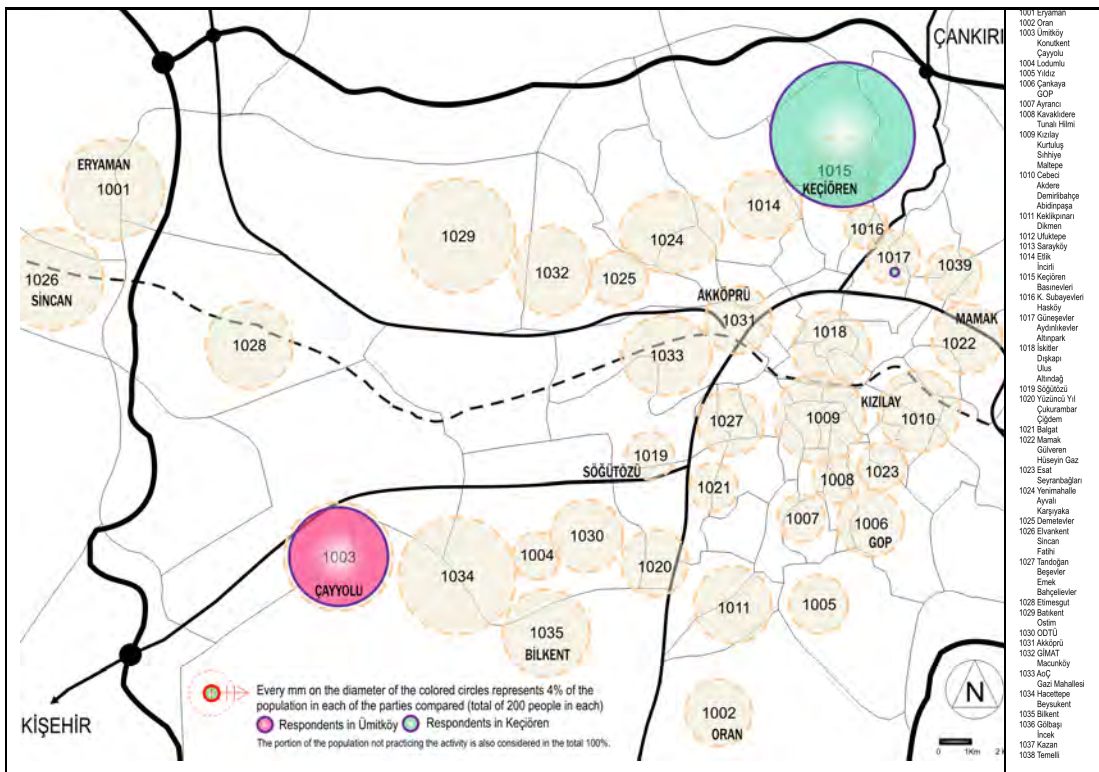 ÇANKIRI
ERYAMAN
1001
1029
1026
SİNCAN
1028
1032
1025
1024
1014
1015
KEÇİÖREN
1016
1017
1039
AKKÖPRÜ
1031
1033
1018
MAMAK
1022
KIZILAY
1009
1010
1027
1019
SÖĞÜTÖZÜ
1021
1008
1023
1007
1006
GOP
1003
ÇAYYOLU
1034
1004
1030
1020
1035
BİLKENT
1011
1005
1002
ORAN
KİŞEHİR
Every mm on the diameter of the colored circles represents 4% of the
population in each of the parties compared (total of 200 people in each)
Respondents in Ümitköy Respondents in Keçiören
The portion of the population not practicing the activity is also considered in the total 100%.
N
0 1Km 2 K
1001 Eryaman
1002 Oran
1003 Ümitköy
Konutkent
Çayyolu
1004 Lodumlu
1005 Yıldız
1006 Çankaya
GOP
1007 Ayrancı
1008 Kavaklıdere
Tunalı Hilmi
1009 Kızılay
Kurtuluş
Sıhhiye
Maltepe
1010 Cebeci
Akdere
Demirlibahçe
Abidinpaşa
1011 Keklikpınarı
Dikmen
1012 Ufuktepe
1013 Sarayköy
1014 Etlik
İncirli
1015 Keçiören
Basınevleri
1016 K. Subayevleri
Hasköy
1017 Güneşevler
Aydınlıkevler
Altınpark
1018 İskitler
Dışkapı
Ulus
Altındağ
1019 Söğütözü
1020 Yüzüncü Yıl
Çukurambar
Çiğdem
1021 Balgat
1022 Mamak
Gülveren
Hüseyin Gaz
1023 Esat
Seyranbağları
1024 Yenimahalle
Ayvalı
Karşıyaka
1025 Demetevler
1026 Elvankent
Sincan
Fatihi
1027 Tandoğan
Beşevler
Emek
Bahçelievler
1028 Etimesgut
1029 Batıkent
Ostim
1030 ODTÜ
1031 Akköprü
1032 GİMAT
Macunköy
1033 AoÇ
Gazi Mahallesi
1034 Hacettepe
Beysukent
1035 Bilkent
1036 Gölbaşı
İncek
1037 Kazan
1038 Temelli